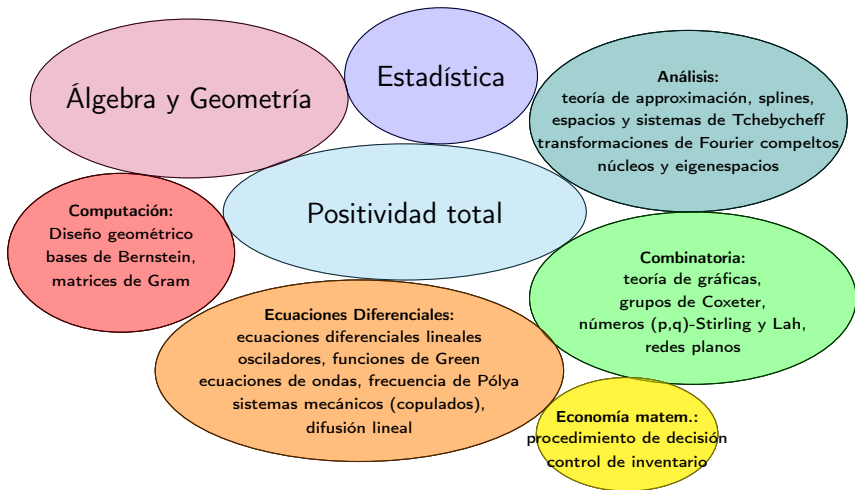 Álgebra y Geometría
Estadística
Análisis:
teoría de approximación, splines,
espacios y sistemas de Tchebycheff
transformaciones de Fourier compeltos
núcleos y eigenespacios
Computación:
Diseño geométrico
bases de Bernstein,
matrices de Gram
Positividad total
Combinatoria:
teoría de gráficas,
grupos de Coxeter,
números (p,q)-Stirling y Lah,
redes planos
Ecuaciones Diferenciales:
ecuaciones diferenciales lineales
osciladores, funciones de Green
ecuaciones de ondas, frecuencia de Pólya
sistemas mecánicos (copulados),
difusión lineal
Economía matem.:
procedimiento de decisión
control de inventario